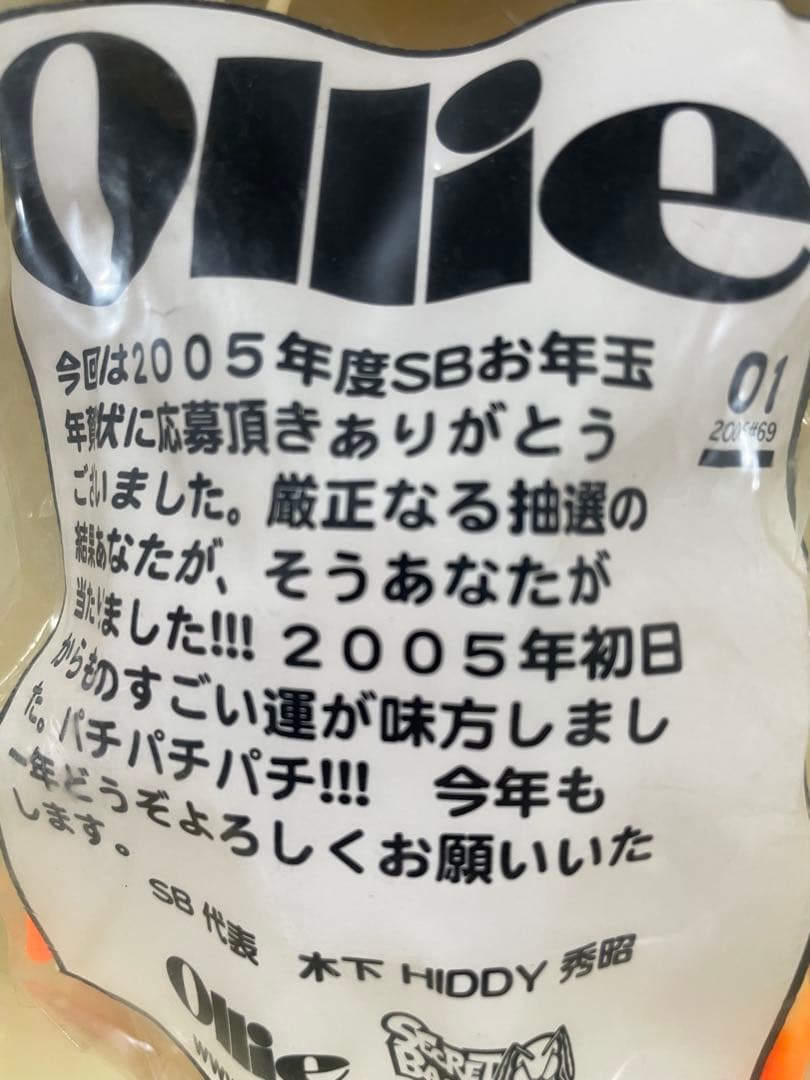 Ollie
01
2005#69
今回は2005年度SBお年玉
年賀状に応募頂きありがとう
ございました。厳正なる抽選の
結果あなたが、そうあなたが
当たりました!!! 2005年初日
からものすごい運が味方しまし
た。パチパチパチ!!! 今年も
一年どうぞよろしくお願いいた
します。
SB 代表 木下 HIDDY 秀昭
Ollie
SECRET